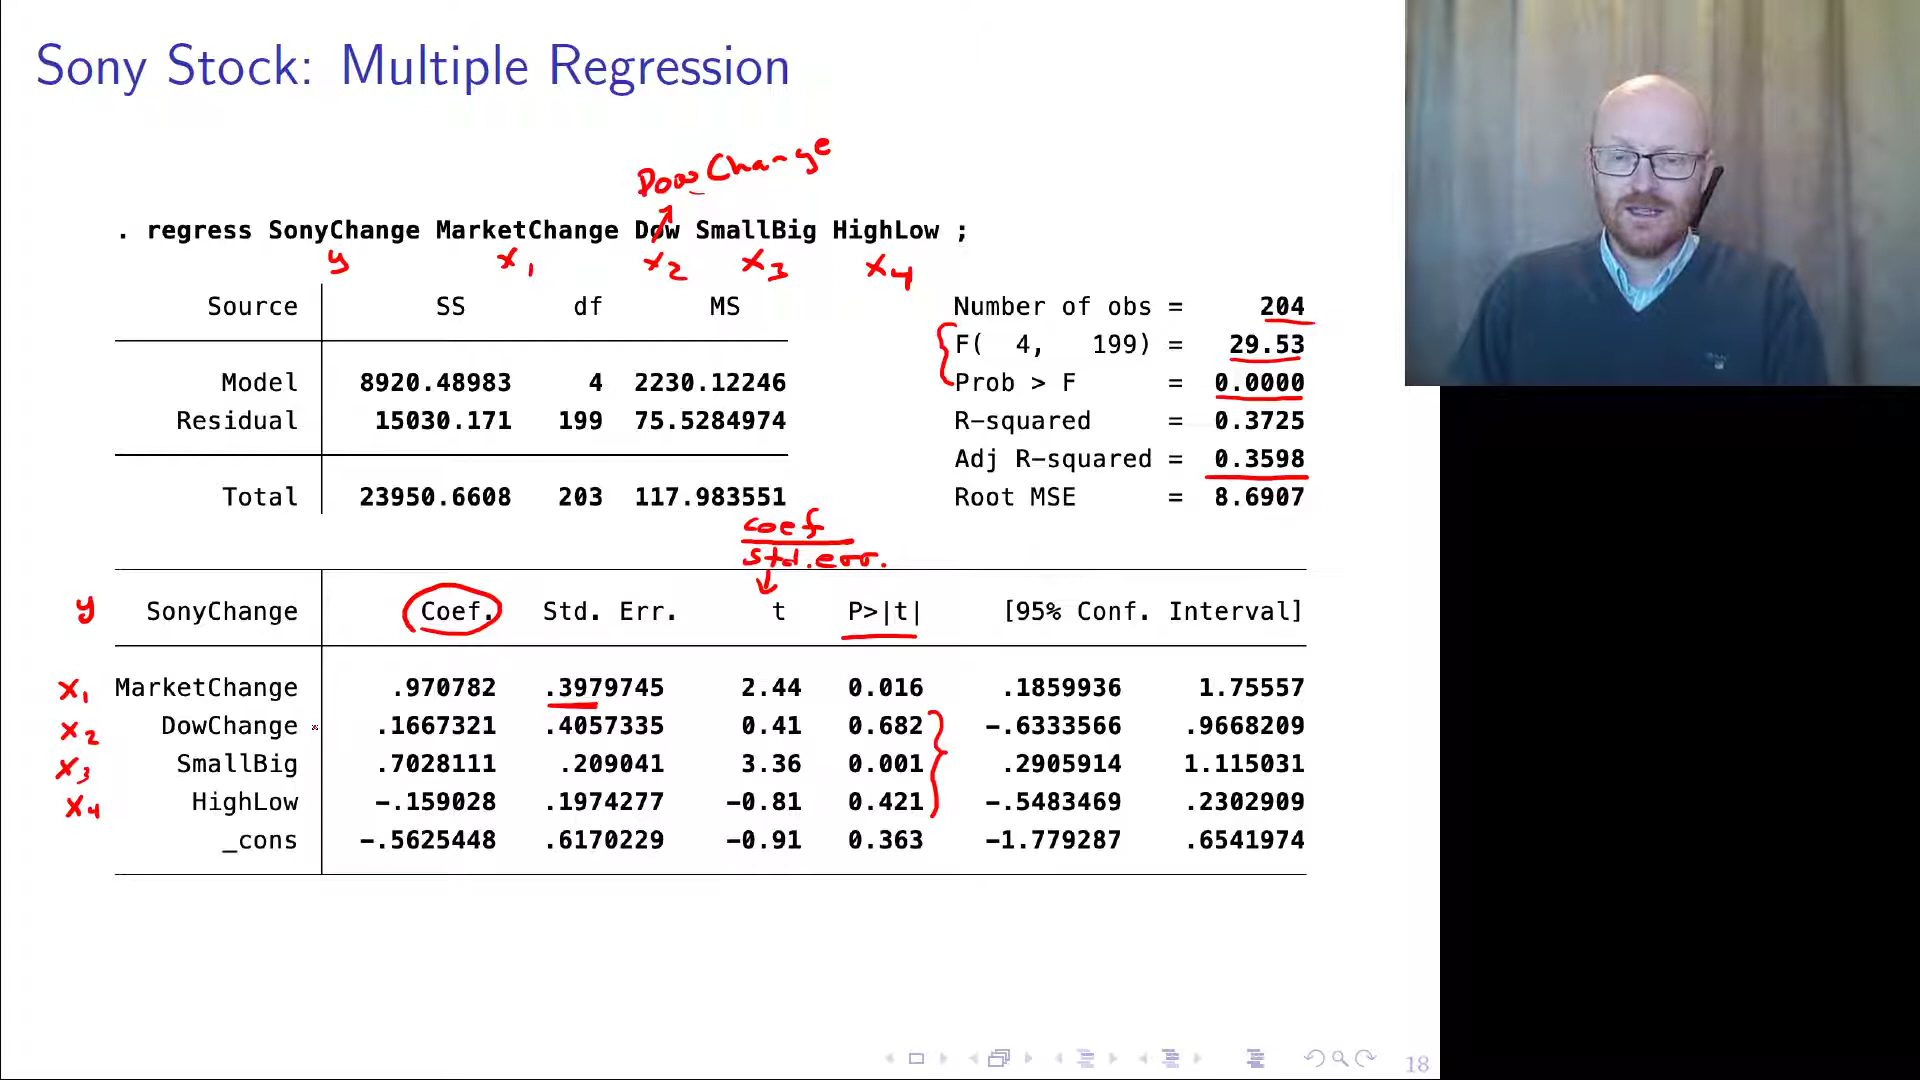 Sony Stock: Multiple Regression
DowChange
. regress SonyChange MarketChange Dow SmallBig HighLow ;
y x1 x2 x3 x4
Source SS df MS
Model 8920.48983 4 2230.12246
Residual 15030.171 199 75.5284974
Total 23950.6608 203 117.983551
Number of obs = 204
F( 4, 199) = 29.53
Prob > F = 0.0000
R-squared = 0.3725
Adj R-squared = 0.3598
Root MSE = 8.6907
coef
std.err.
y SonyChange Coef. Std. Err. t P>|t| [95% Conf. Interval]
x1 MarketChange .970782 .3979745 2.44 0.016 .1859936 1.75557
x2 DowChange .1667321 .4057335 0.41 0.682 -.6333566 .9668209
x3 SmallBig .7028111 .209041 3.36 0.001 .2905914 1.115031
x4 HighLow -.159028 .1974277 -0.81 0.421 -.5483469 .2302909
_cons -.5625448 .6170229 -0.91 0.363 -1.779287 .6541974
18